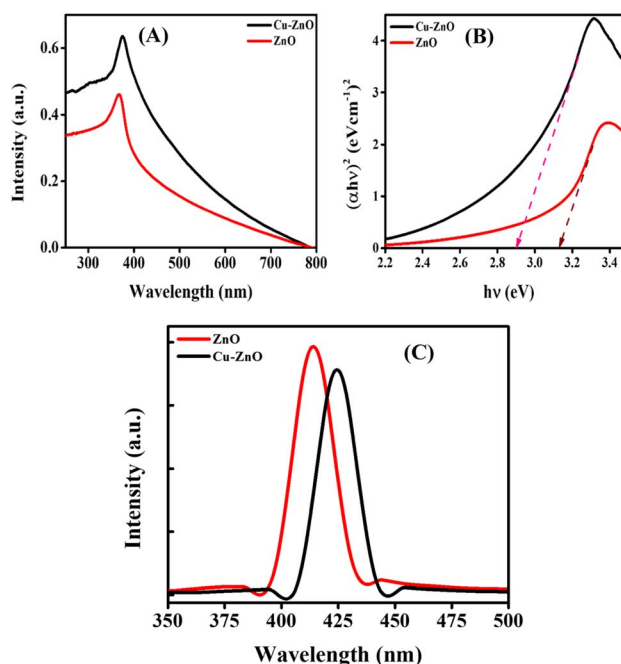 (A)
Cu-ZnO
ZnO
Intensity (a.u.)
0.6
0.4
0.2
0.0
300 400 500 600 700 800
Wavelength (nm)
(B)
Cu-ZnO
ZnO
(αhν)² (eVcm⁻¹)²
4
3
2
1
0
2.2 2.4 2.6 2.8 3.0 3.2 3.4
hν (eV)
(C)
ZnO
Cu-ZnO
Intensity (a.u.)
350 375 400 425 450 475 500
Wavelength (nm)